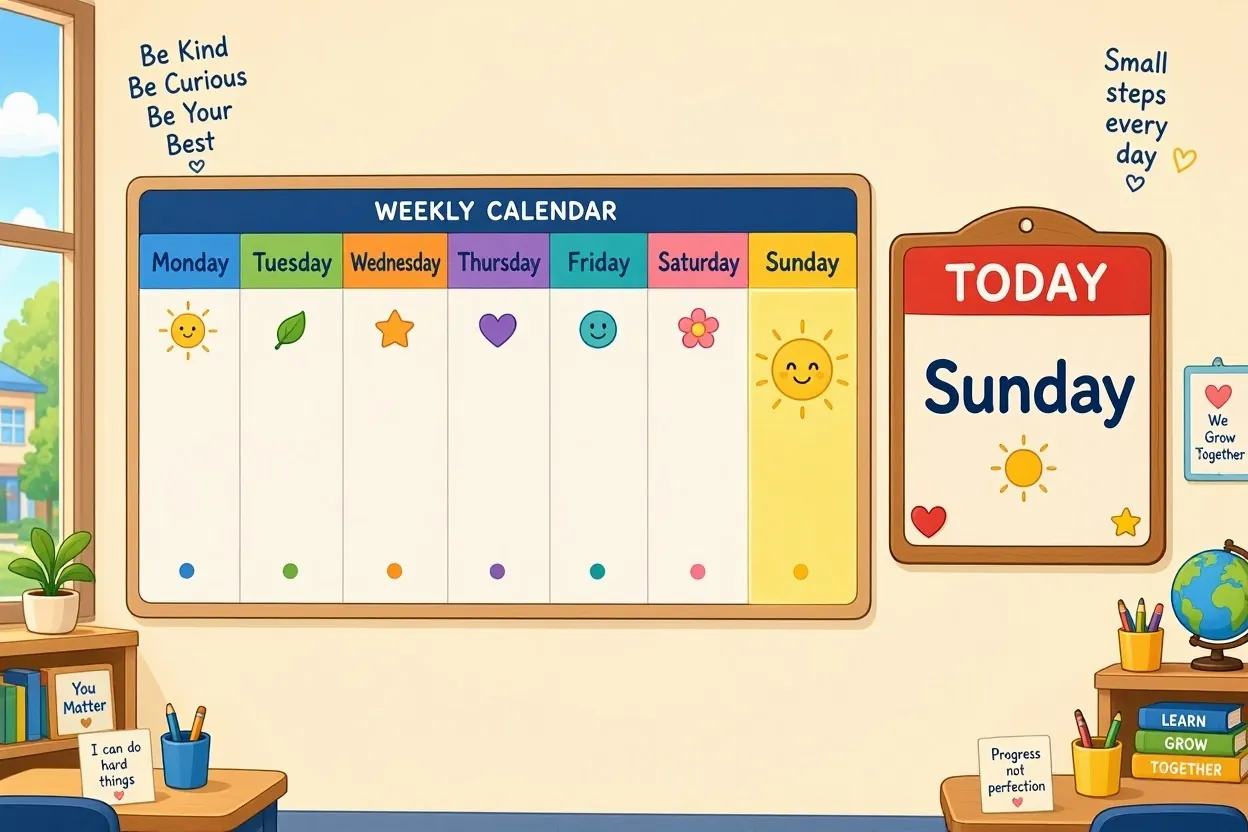 Be Kind
Be Curious
Be Your
Best
Small
steps
every
day
WEEKLY CALENDAR
Monday Tuesday Wednesday Thursday Friday Saturday Sunday
TODAY
Sunday
We
Grow
Together
You
Matter
I can do
hard
things
LEARN
GROW
TOGETHER
Progress
not
perfection